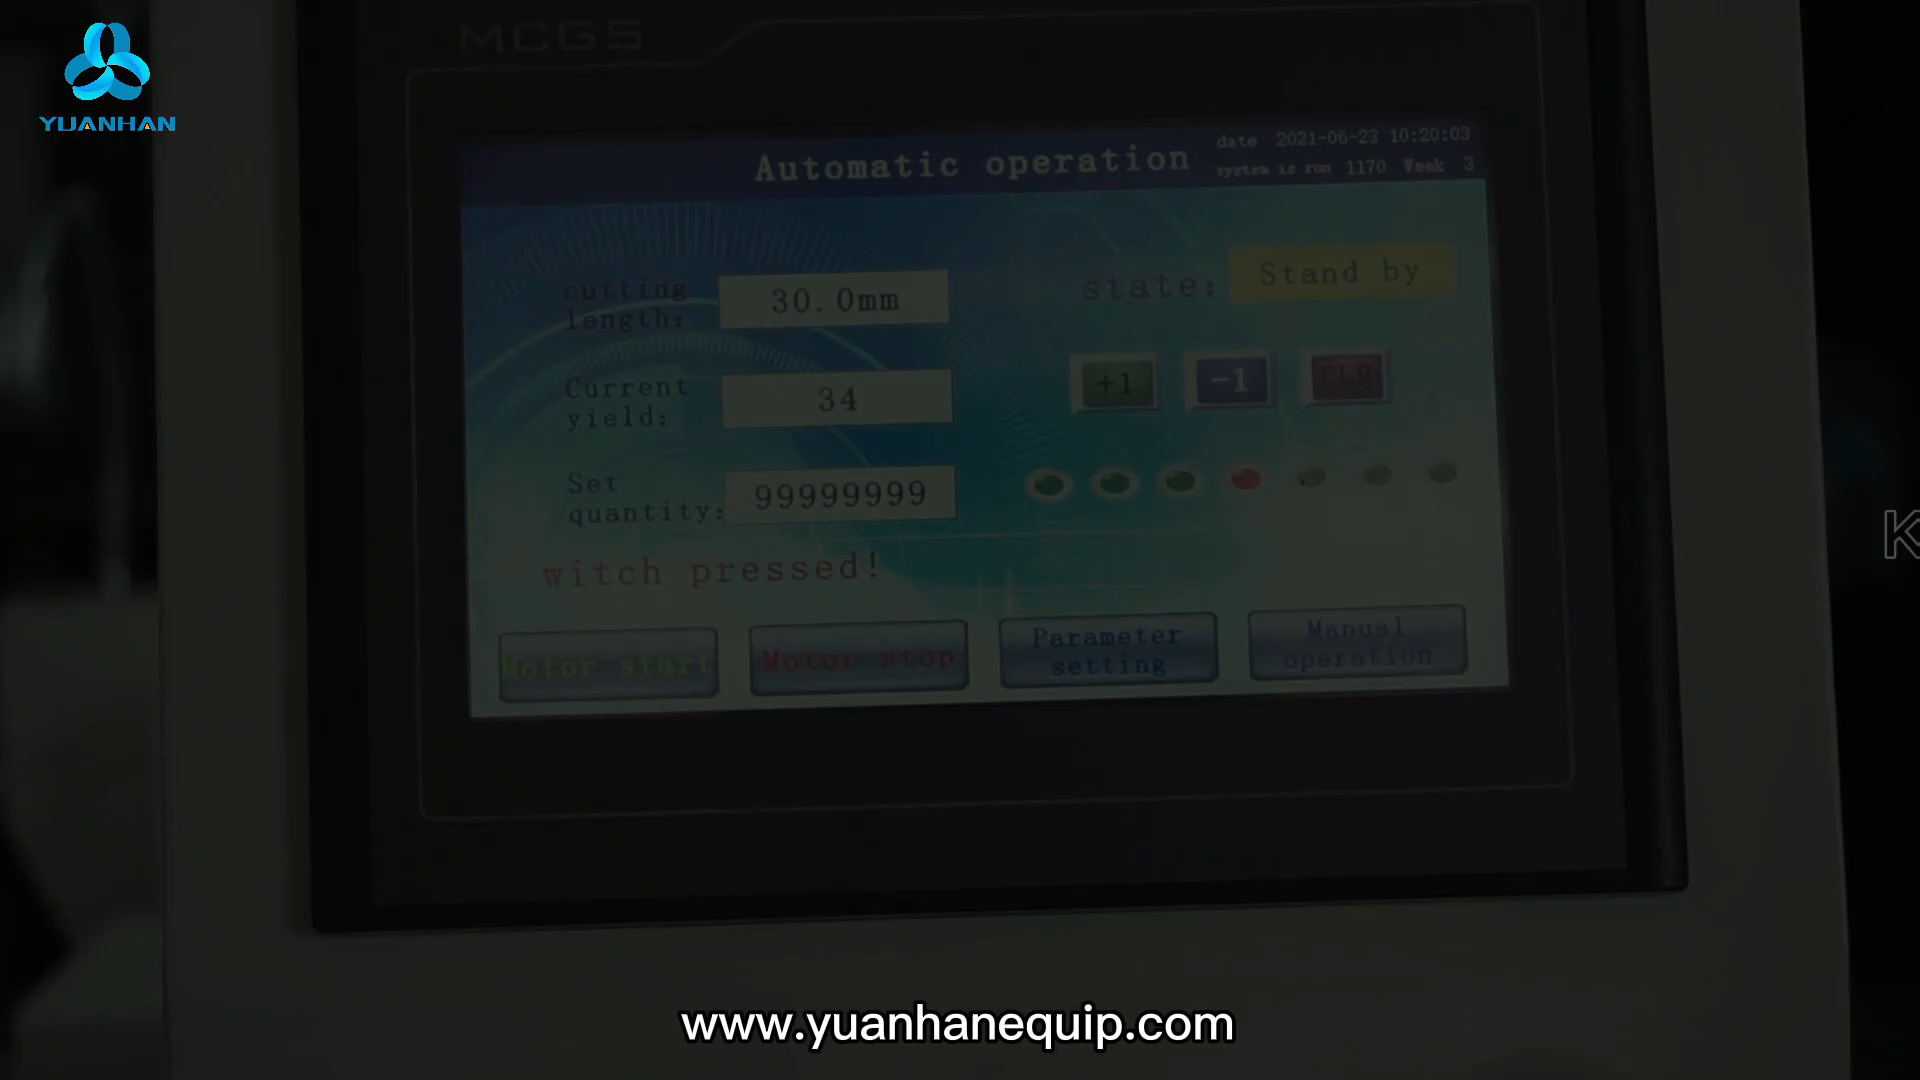 MCGS
YUANHAN
Automatic operation
date 2021-06-23 10:20:03
system is run 1170 Week 3
cutting length: 30.0mm
state: Stand by
Current yield: 34
+1 -1 CLR
Set quantity: 99999999
witch pressed!
Motor start
Motor stop
Parameter setting
Manual operation
K
www.yuanhanequip.com